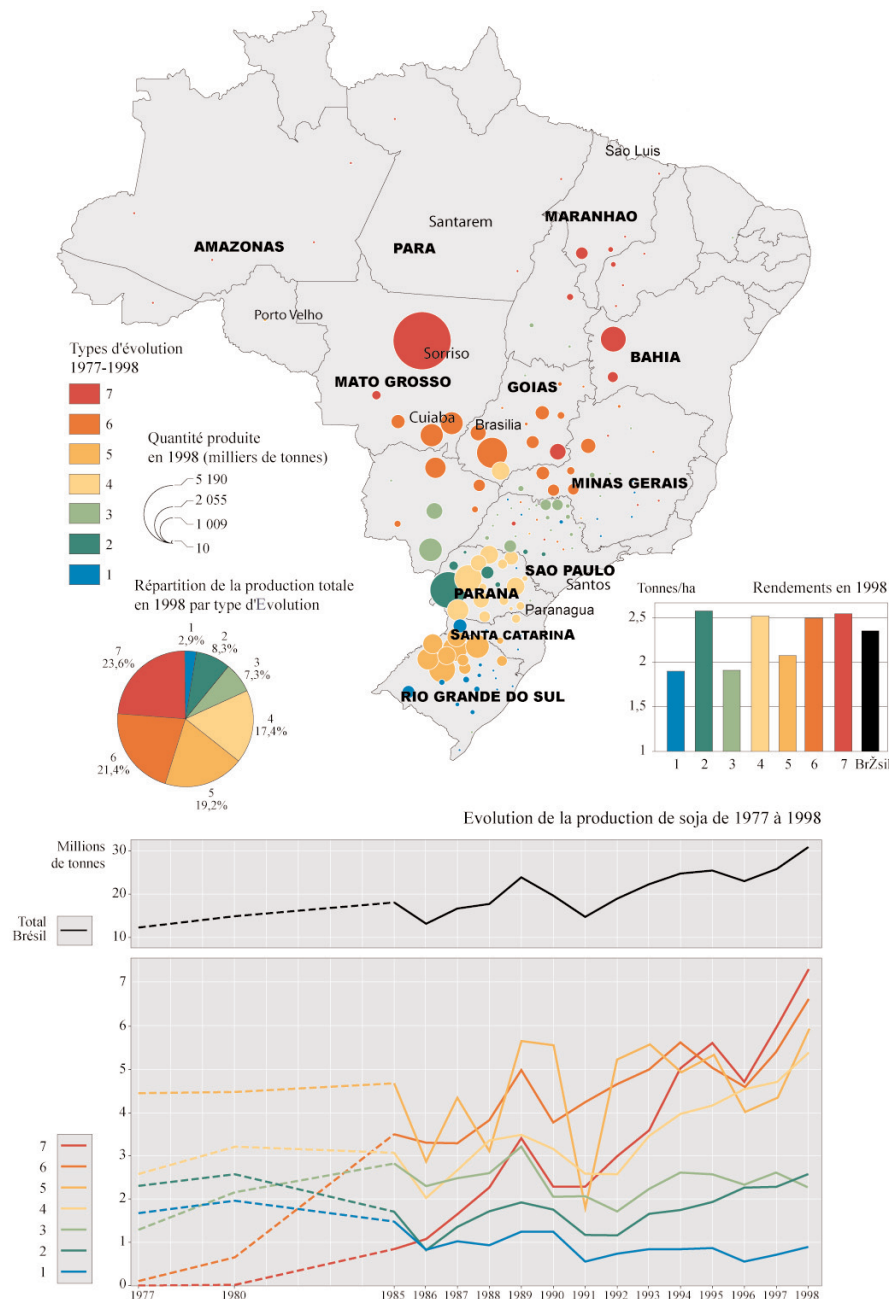 Sao Luis
Santarem
MARANHAO
AMAZONAS
PARA
Porto Velho
Types d'évolution
1977-1998
7
6
5
4
3
2
1
Quantité produite
en 1998 (milliers de tonnes)
5 190
2 055
1 009
10
Sorriso
MATO GROSSO
BAHIA
GOIAS
Cuiaba
Brasilia
MINAS GERAIS
SAO PAULO
Santos
PARANA
Paranagua
SANTA CATARINA
RIO GRANDE DO SUL
Répartition de la production totale
en 1998 par type d'Evolution
1
2,9%
2
8,3%
3
7,3%
4
17,4%
5
19,2%
6
21,4%
7
23,6%
Tonnes/ha
Rendements en 1998
2,5
2
1,5
1
1 2 3 4 5 6 7 BrŽsil
Evolution de la production de soja de 1977 à 1998
Millions
de tonnes
30
20
10
Total
Brésil
7
6
5
4
3
2
1
0
7
6
5
4
3
2
1
1977 1980 1985 1986 1987 1988 1989 1990 1991 1992 1993 1994 1995 1996 1997 1998